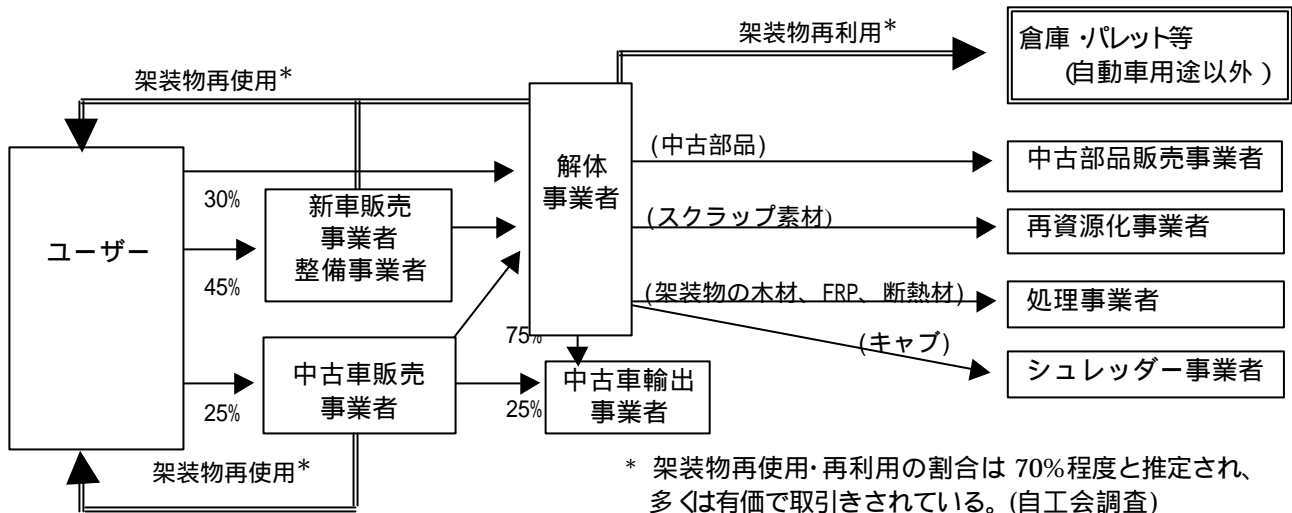 架装物再利用*
倉庫・パレット等
(自動車用途以外)
架装物再使用*
ユーザー
30%
45%
25%
新車販売
事業者
整備事業者
中古車販売
事業者
解体
事業者
75%
25%
中古車輸出
事業者
(中古部品)
中古部品販売事業者
(スクラップ素材)
再資源化事業者
(架装物の木材、FRP、断熱材)
処理事業者
(キャブ)
シュレッダー事業者
架装物再使用*
* 架装物再使用・再利用の割合は 70%程度と推定され、
多くは有価で取引きされている。(自工会調査)